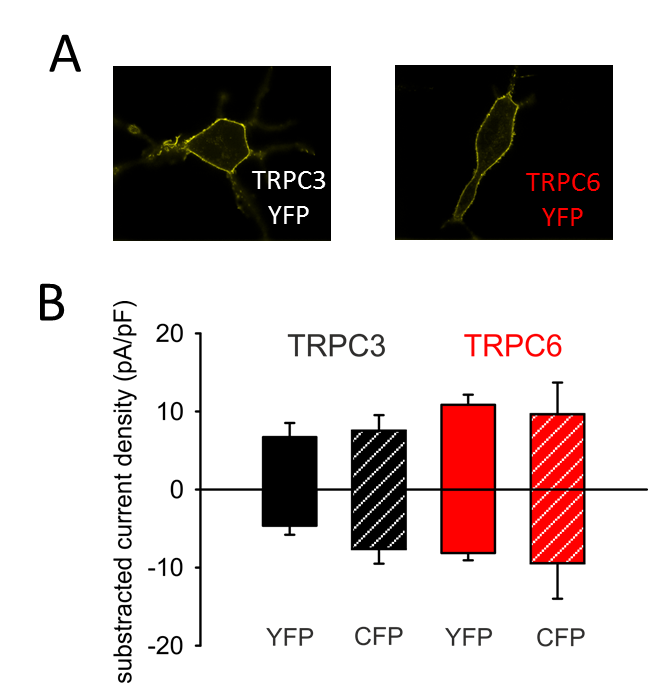 A
TRPC3
YFP
TRPC6
YFP
B
substracted current density (pA/pF)
20
10
0
-10
-20
TRPC3
TRPC6
YFP
CFP
YFP
CFP